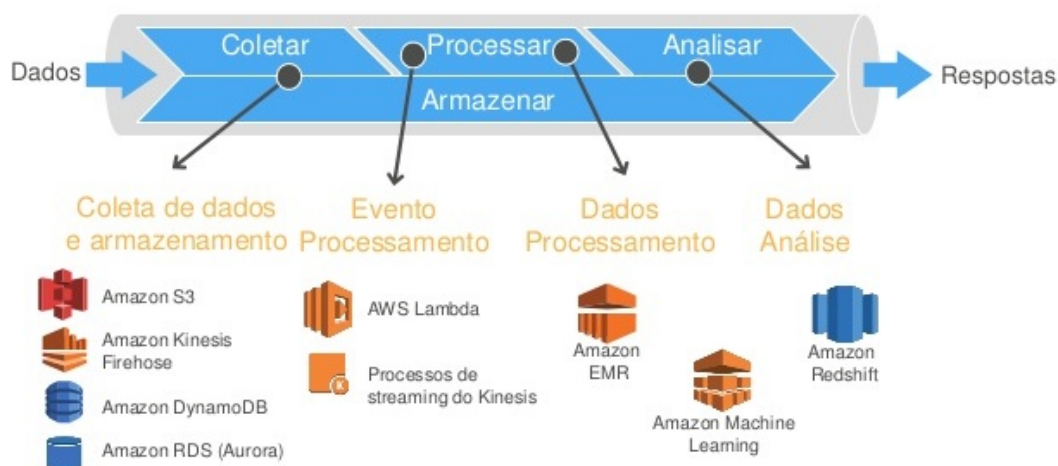 Dados
Coletar
Processar
Analisar
Armazenar
Respostas
Coleta de dados
e armazenamento
Amazon S3
Amazon Kinesis
Firehose
Amazon DynamoDB
Amazon RDS (Aurora)
Evento
Processamento
AWS Lambda
Processos de
streaming do Kinesis
K
Dados
Processamento
Amazon
EMR
Amazon Machine
Learning
Dados
Análise
Amazon
Redshift